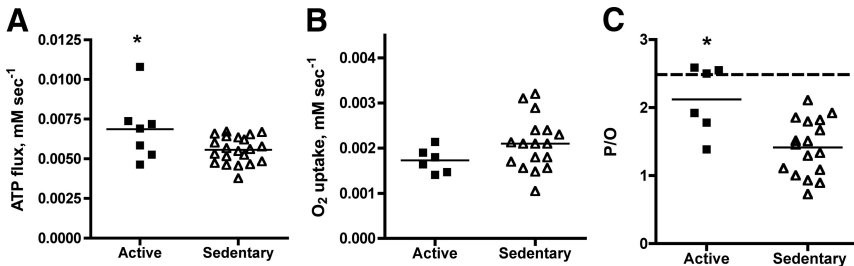 A
ATP flux, mM sec⁻¹
0.0125
0.0100
0.0075
0.0050
0.0025
0.0000
*
Active Sedentary
B
O₂ uptake, mM sec⁻¹
0.004
0.003
0.002
0.001
0.000
Active Sedentary
C
P/O
3
2
1
0
*
Active Sedentary